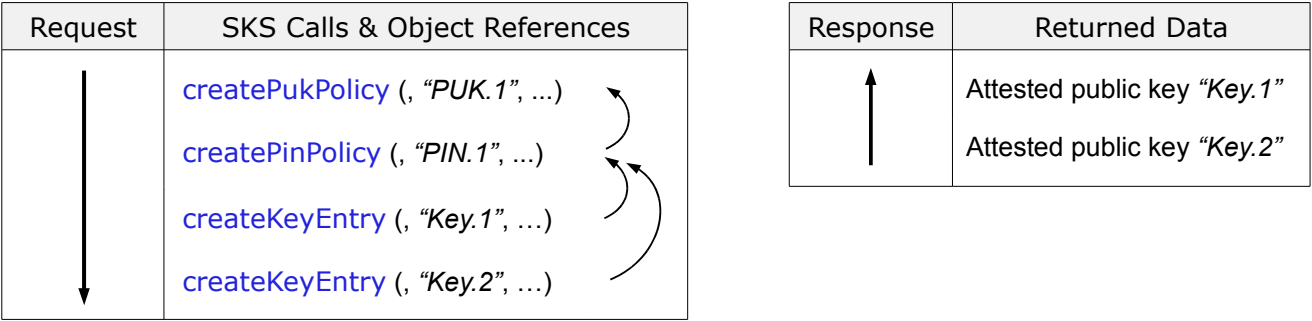 Request SKS Calls & Object References
createPukPolicy (, “PUK.1”, ...)
createPinPolicy (, “PIN.1”, ...)
createKeyEntry (, “Key.1”, …)
createKeyEntry (, “Key.2”, …)
Response Returned Data
Attested public key “Key.1”
Attested public key “Key.2”